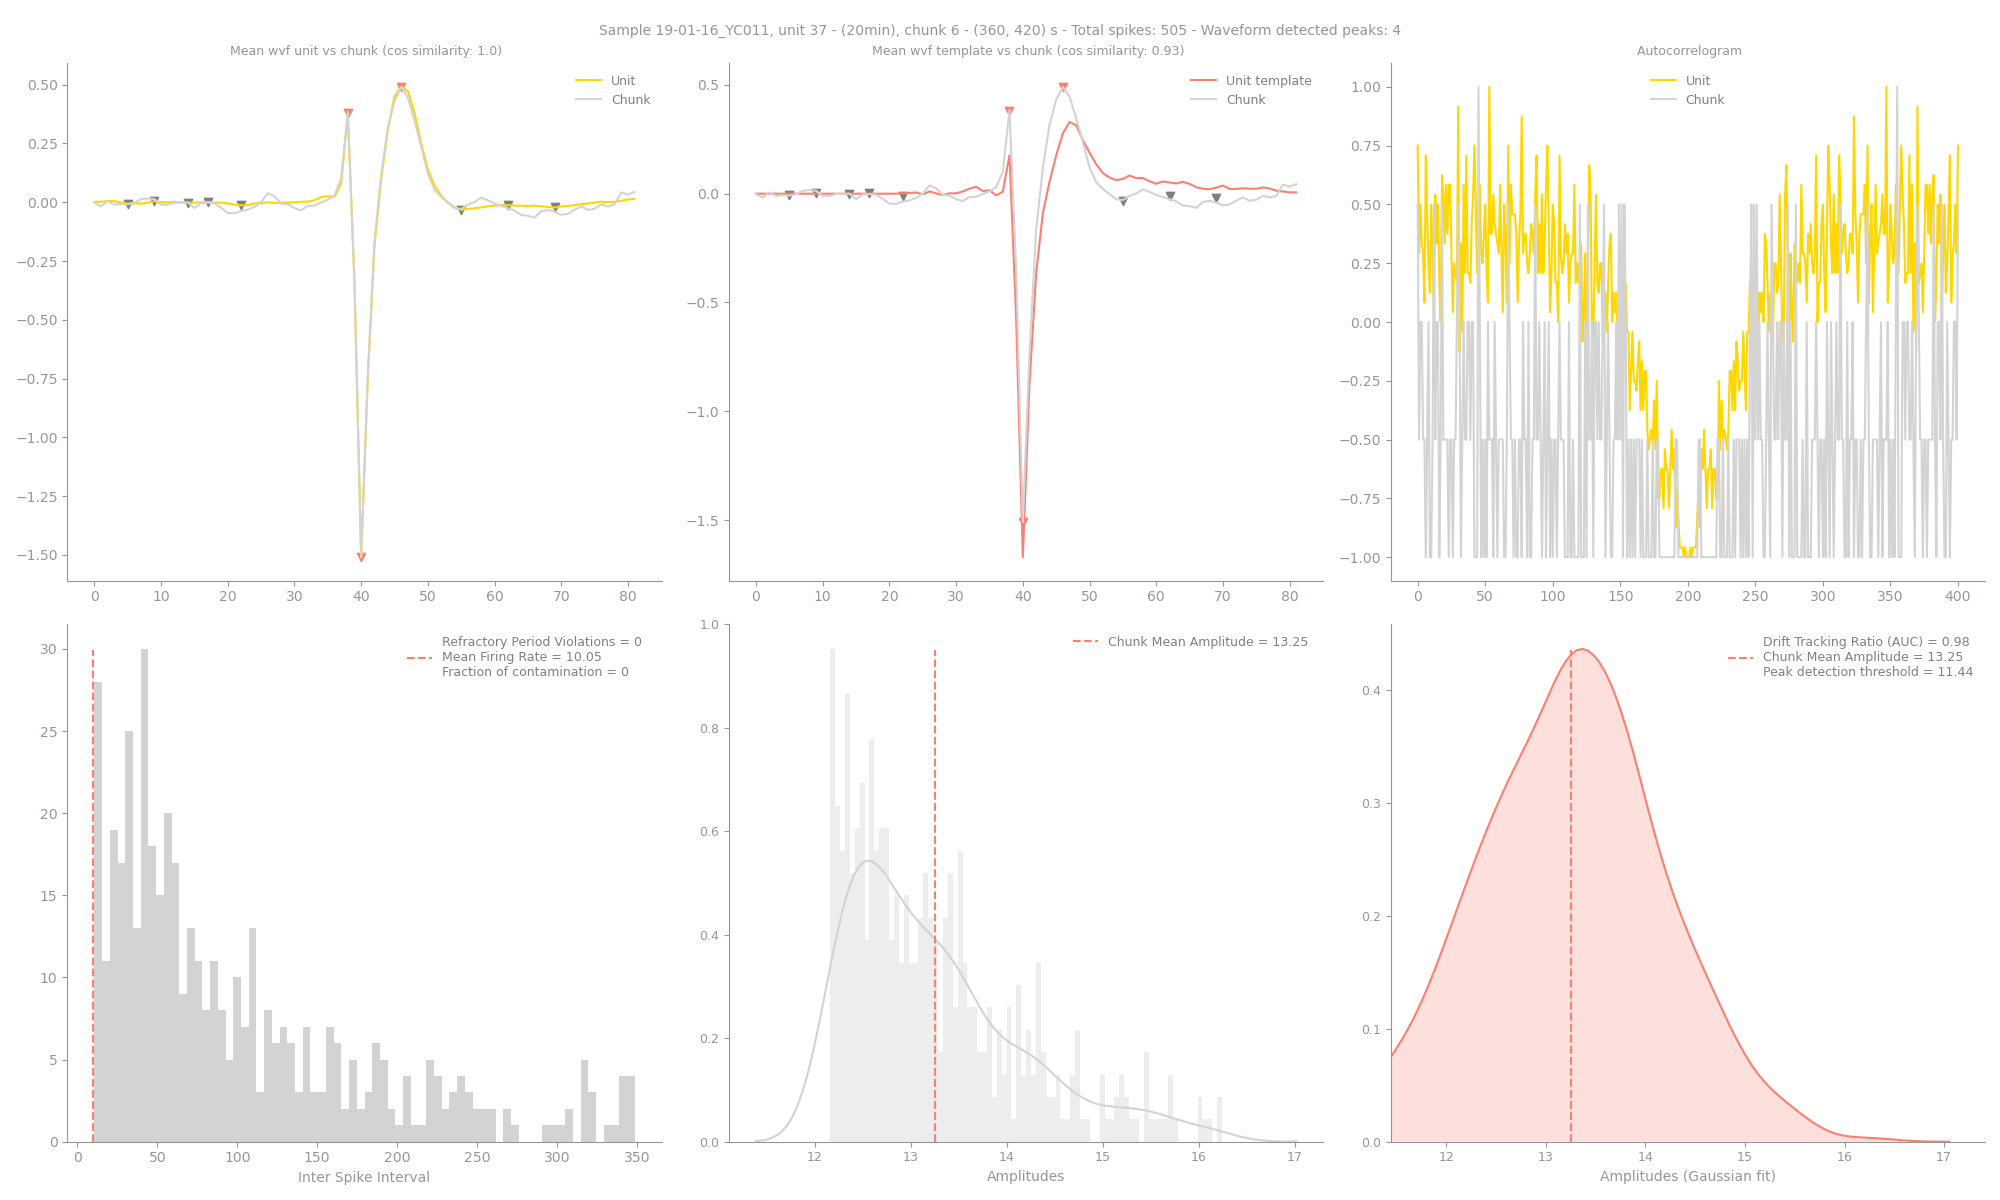 Sample 19-01-16_YC011, unit 37 - (20min), chunk 6 - (360, 420) s - Total spikes: 505 - Waveform detected peaks: 4
Mean wvf unit vs chunk (cos similarity: 1.0)
Unit
Chunk
0.50
0.25
0.00
−0.25
−0.50
−0.75
−1.00
−1.25
−1.50
0 10 20 30 40 50 60 70 80
Mean wvf template vs chunk (cos similarity: 0.93)
Unit template
Chunk
0.5
0.0
−0.5
−1.0
−1.5
0 10 20 30 40 50 60 70 80
Autocorrelogram
Unit
Chunk
1.00
0.75
0.50
0.25
0.00
−0.25
−0.50
−0.75
−1.00
0 50 100 150 200 250 300 350 400
Refractory Period Violations = 0
Mean Firing Rate = 10.05
Fraction of contamination = 0
30
25
20
15
10
5
0
0 50 100 150 200 250 300 350
Inter Spike Interval
Chunk Mean Amplitude = 13.25
1.0
0.8
0.6
0.4
0.2
0.0
12 13 14 15 16 17
Amplitudes
Drift Tracking Ratio (AUC) = 0.98
Chunk Mean Amplitude = 13.25
Peak detection threshold = 11.44
0.4
0.3
0.2
0.1
0.0
12 13 14 15 16 17
Amplitudes (Gaussian fit)